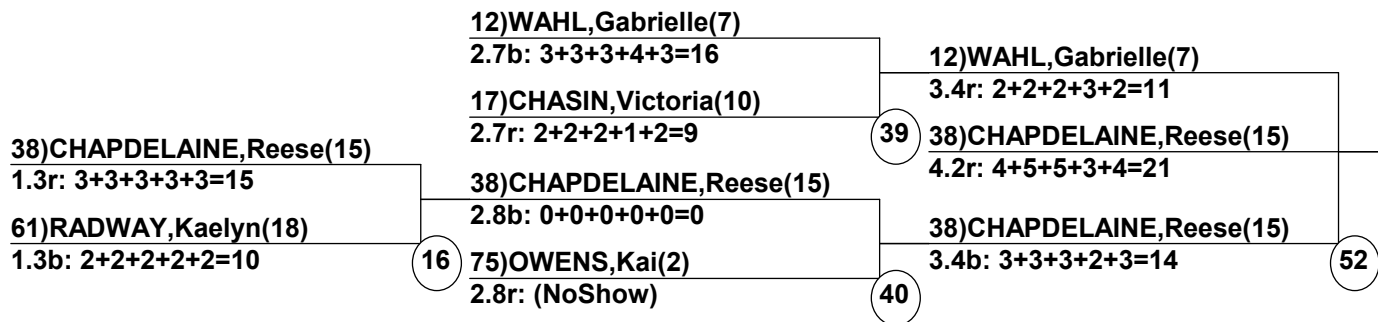 38)CHAPDELAINE,Reese(15)
1.3r: 3+3+3+3+3=15
61)RADWAY,Kaelyn(18)
1.3b: 2+2+2+2+2=10
16
12)WAHL,Gabrielle(7)
2.7b: 3+3+3+4+3=16
17)CHASIN,Victoria(10)
2.7r: 2+2+2+1+2=9
39
38)CHAPDELAINE,Reese(15)
2.8b: 0+0+0+0+0=0
75)OWENS,Kai(2)
2.8r: (NoShow)
40
12)WAHL,Gabrielle(7)
3.4r: 2+2+2+3+2=11
38)CHAPDELAINE,Reese(15)
4.2r: 4+5+5+3+4=21
38)CHAPDELAINE,Reese(15)
3.4b: 3+3+3+2+3=14
52